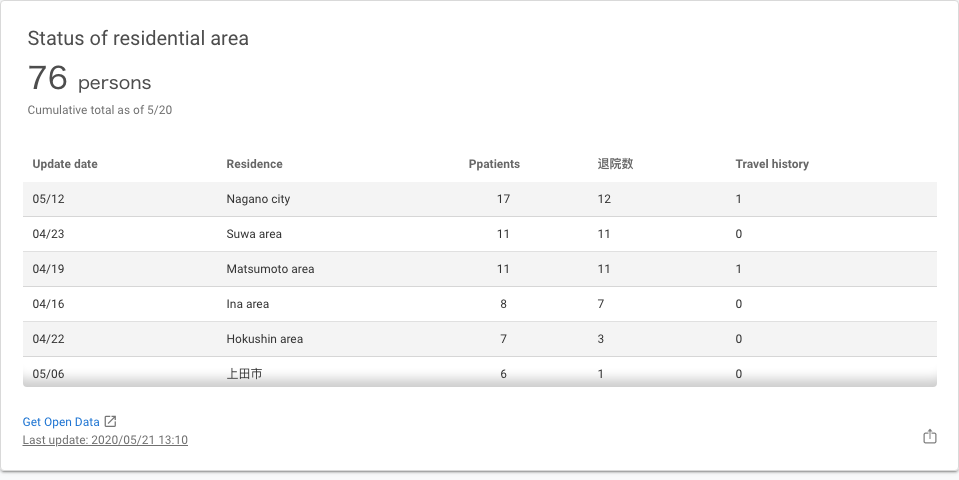 Status of residential area
76 persons
Cumulative total as of 5/20
Update date Residence Ppatients 退院数 Travel history
05/12 Nagano city 17 12 1
04/23 Suwa area 11 11 0
04/19 Matsumoto area 11 11 1
04/16 Ina area 8 7 0
04/22 Hokushin area 7 3 0
05/06 上田市 6 1 0
Get Open Data
Last update: 2020/05/21 13:10